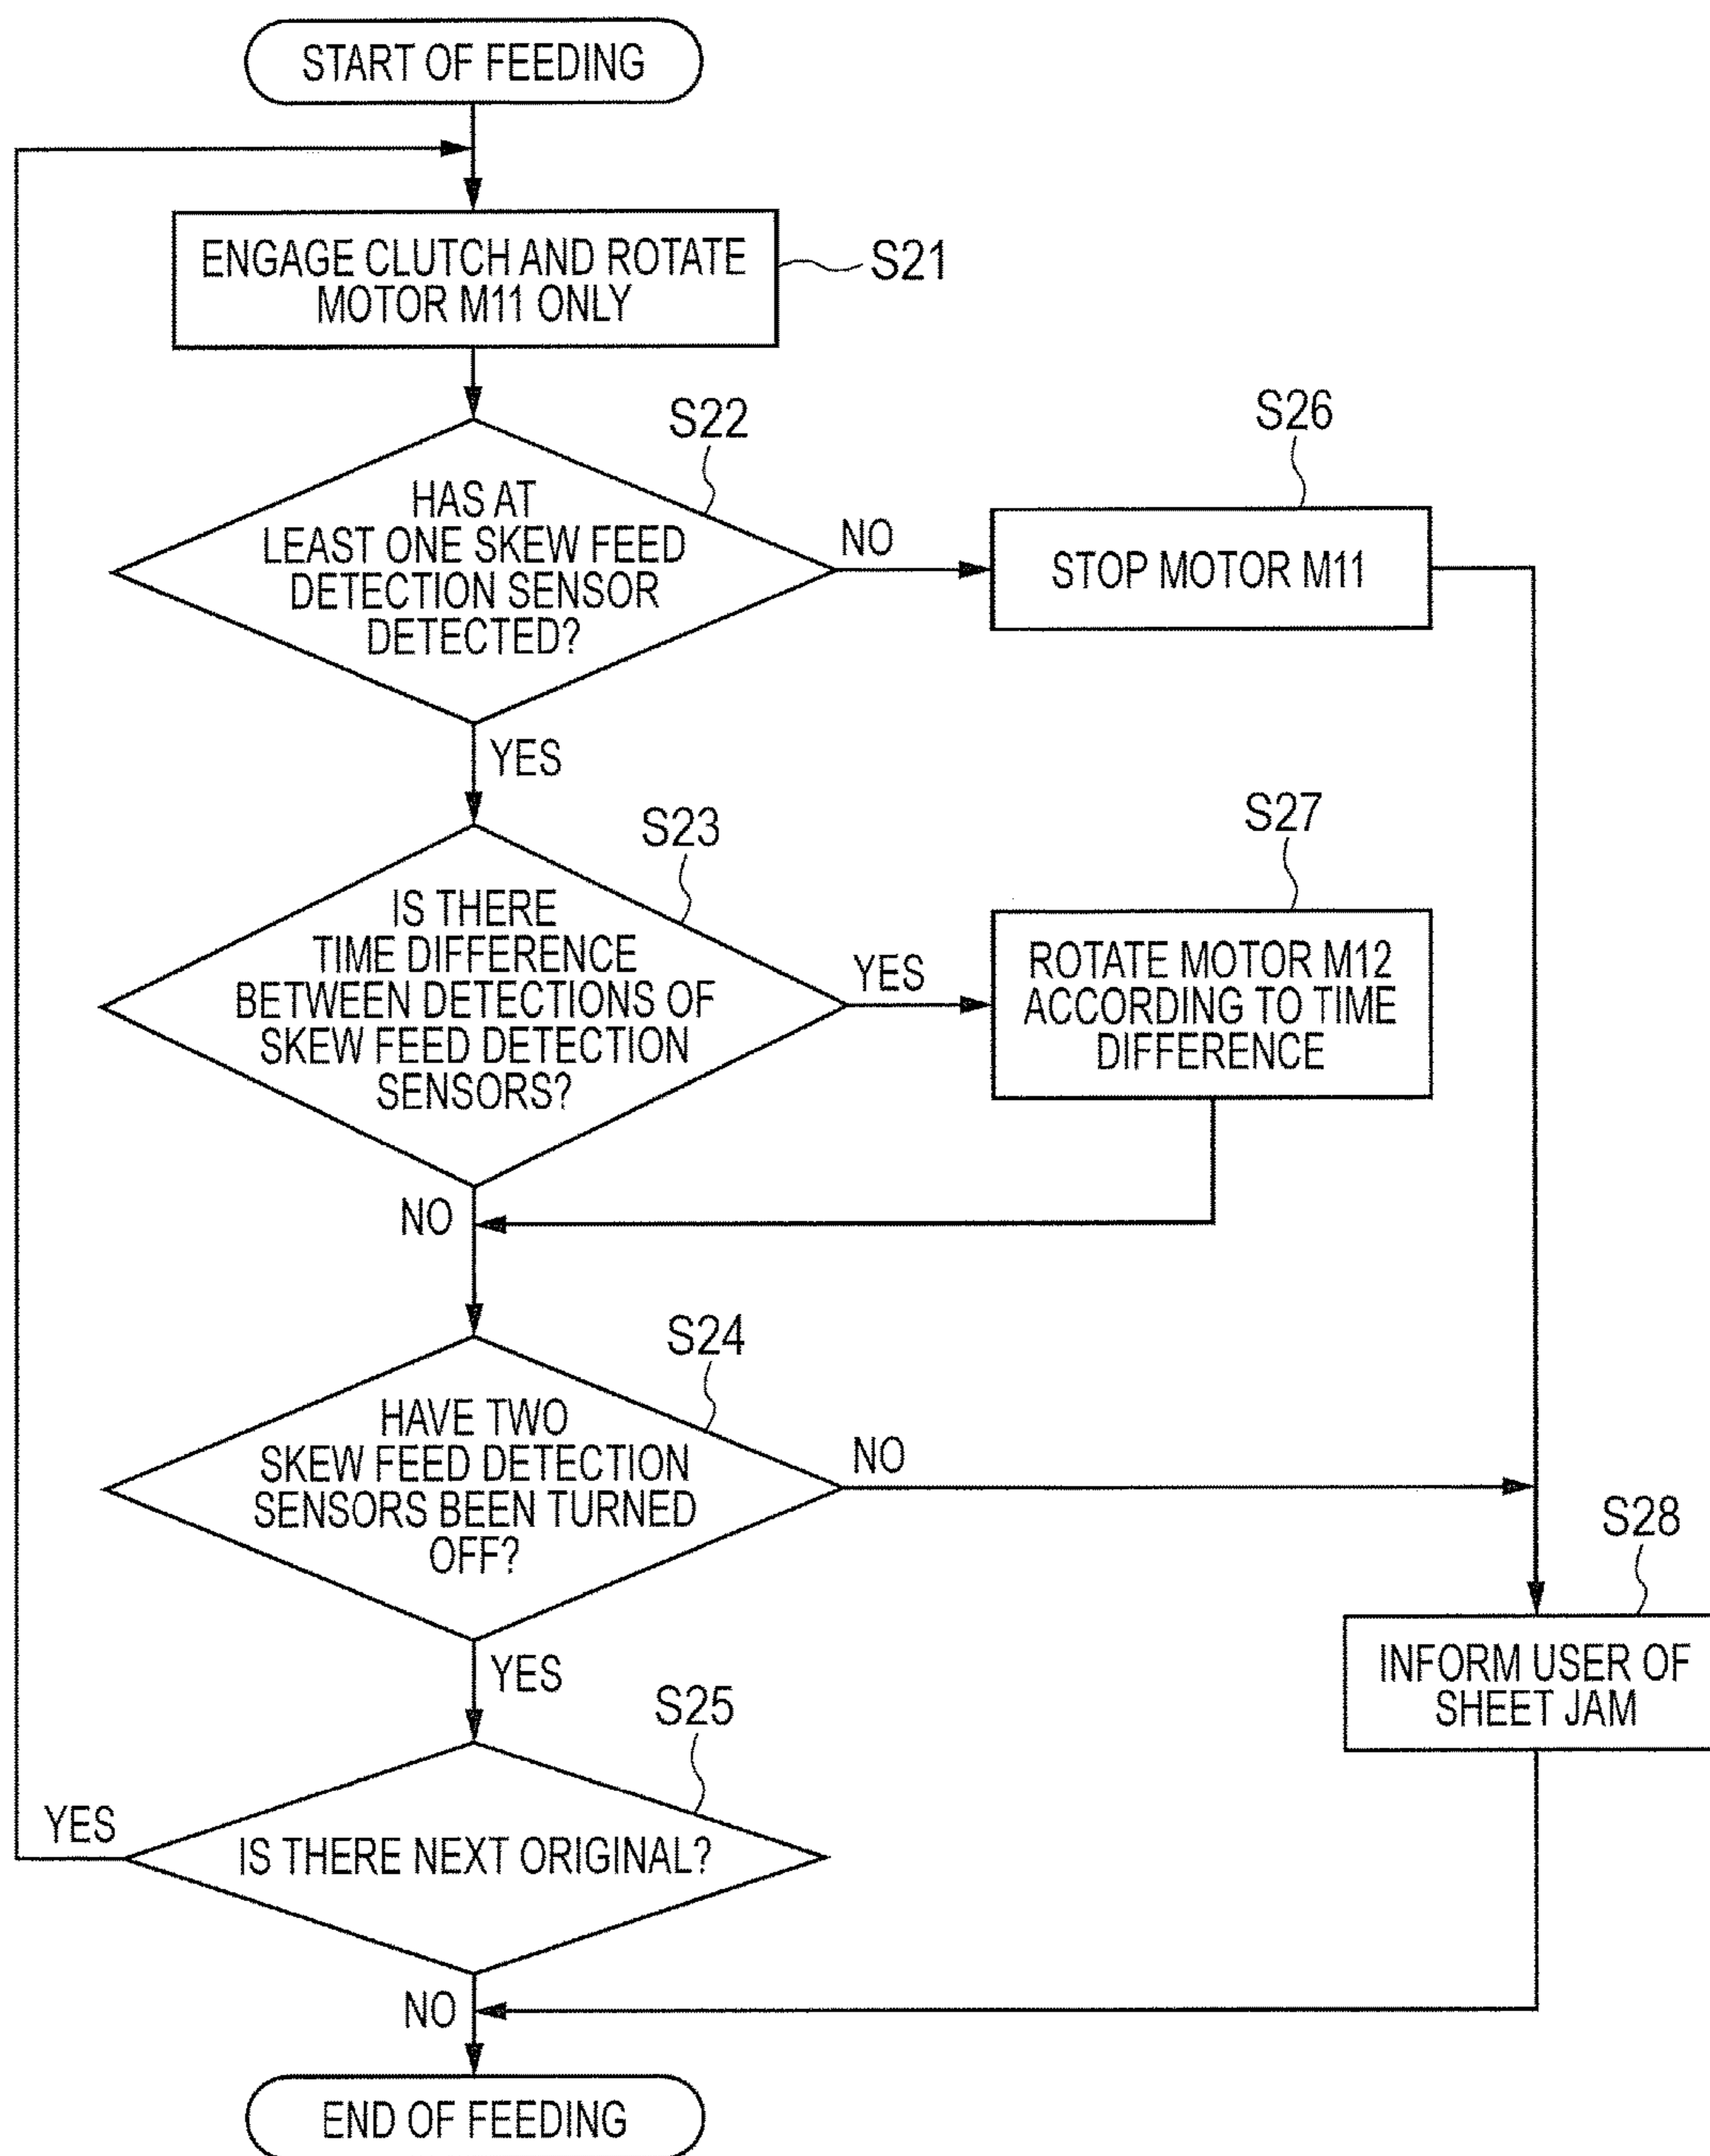 START OF FEEDING
ENGAGE CLUTCH AND ROTATE
MOTOR M11 ONLY
S21
S22
HAS AT
LEAST ONE SKEW FEED
DETECTION SENSOR
DETECTED?
NO
S26
STOP MOTOR M11
YES
S23
IS THERE
TIME DIFFERENCE
BETWEEN DETECTIONS OF
SKEW FEED DETECTION
SENSORS?
YES
S27
ROTATE MOTOR M12
ACCORDING TO TIME
DIFFERENCE
NO
S24
HAVE TWO
SKEW FEED DETECTION
SENSORS BEEN TURNED
OFF?
NO
S28
INFORM USER OF
SHEET JAM
YES
S25
IS THERE NEXT ORIGINAL?
YES
NO
END OF FEEDING